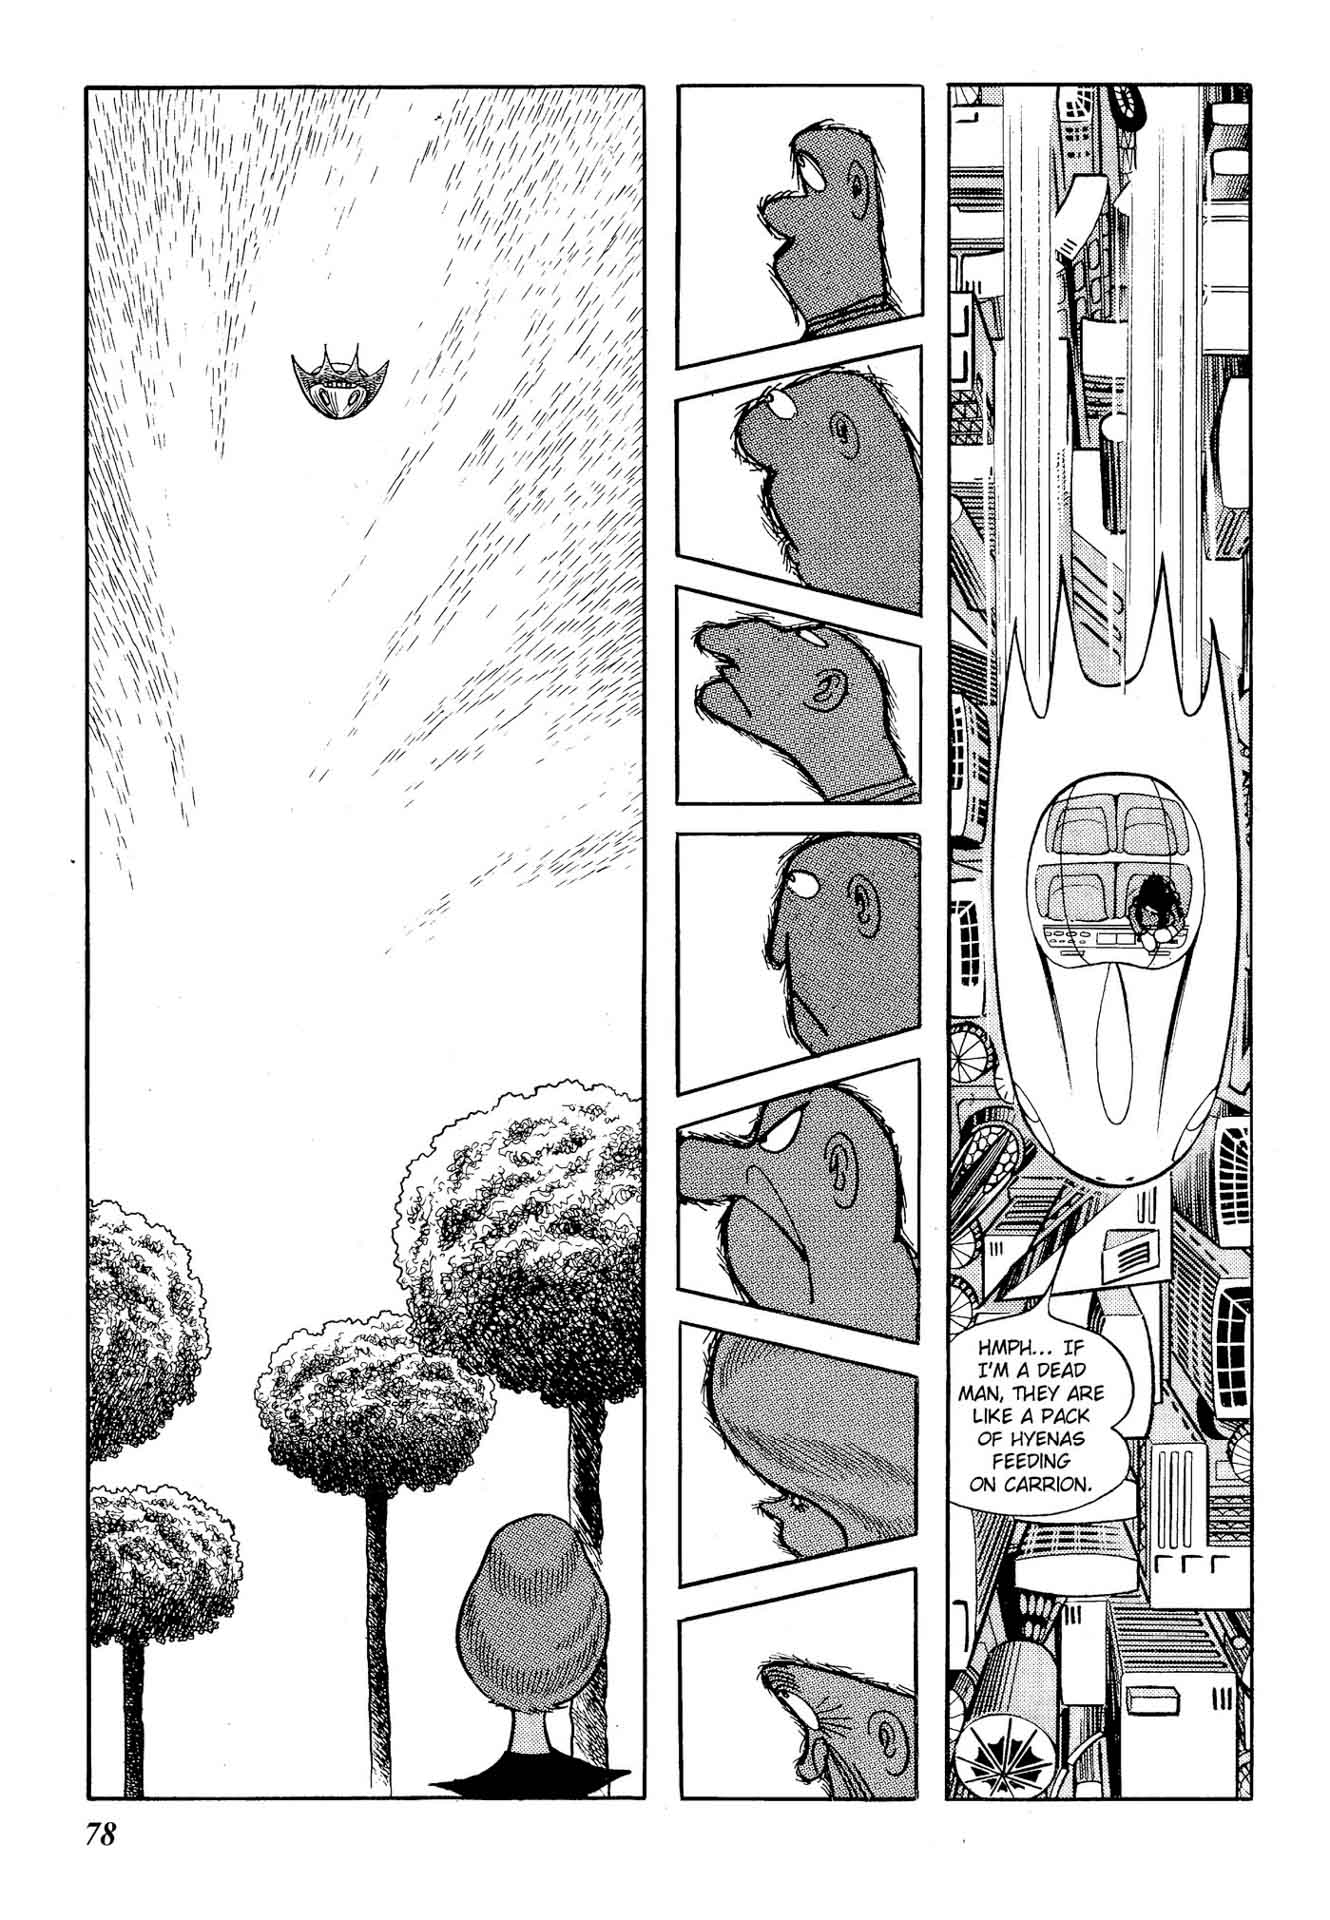 HMPH... IF
I'M A DEAD
MAN, THEY ARE
LIKE A PACK
OF HYENAS
FEEDING
ON CARRION.
78